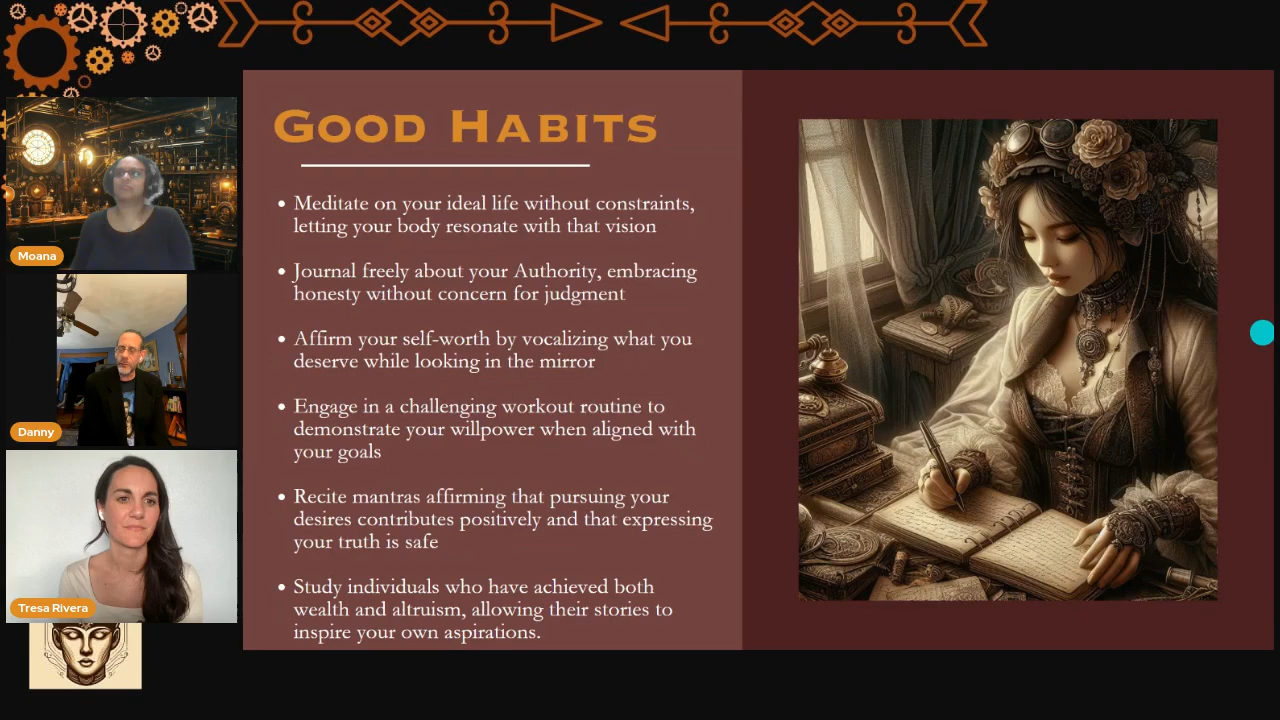 Good Habits
• Meditate on your ideal life without constraints,
letting your body resonate with that vision
• Journal freely about your Authority, embracing
honesty without concern for judgment
• Affirm your self-worth by vocalizing what you
deserve while looking in the mirror
• Engage in a challenging workout routine to
demonstrate your willpower when aligned with
your goals
• Recite mantras affirming that pursuing your
desires contributes positively and that expressing
your truth is safe
• Study individuals who have achieved both
wealth and altruism, allowing their stories to
inspire your own aspirations.
Moana
Danny
Tresa Rivera